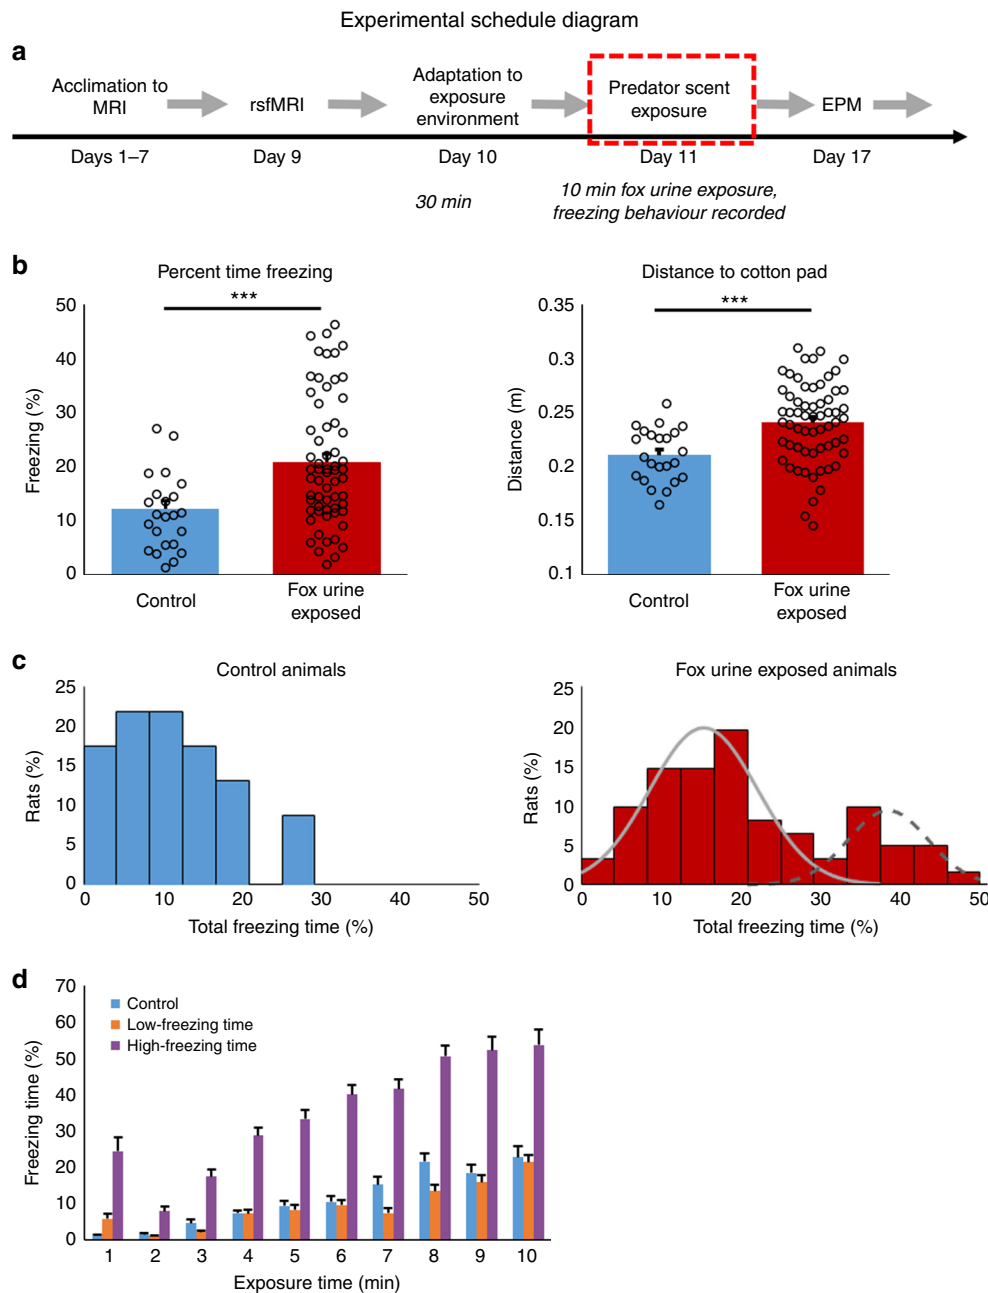 Experimental schedule diagram
a
Acclimation to
MRI
rsfMRI
Adaptation to
exposure
environment
Predator scent
exposure
EPM
Days 1–7
Day 9
Day 10
Day 11
Day 17
30 min
10 min fox urine exposure,
freezing behaviour recorded
b
Percent time freezing
***
Freezing (%)
50
40
30
20
10
0
Control
Fox urine
exposed
Distance to cotton pad
***
Distance (m)
0.35
0.3
0.25
0.2
0.15
0.1
Control
Fox urine
exposed
c
Control animals
Rats (%)
25
20
15
10
5
0
0 10 20 30 40 50
Total freezing time (%)
Fox urine exposed animals
Rats (%)
25
20
15
10
5
0
0 10 20 30 40 50
Total freezing time (%)
d
Freezing time (%)
70
60
50
40
30
20
10
0
Control
Low-freezing time
High-freezing time
1 2 3 4 5 6 7 8 9 10
Exposure time (min)